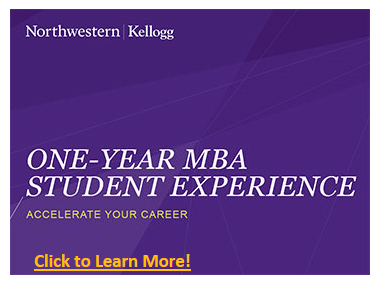 Northwestern | Kellogg
ONE-YEAR MBA
STUDENT EXPERIENCE
ACCELERATE YOUR CAREER
Click to Learn More!